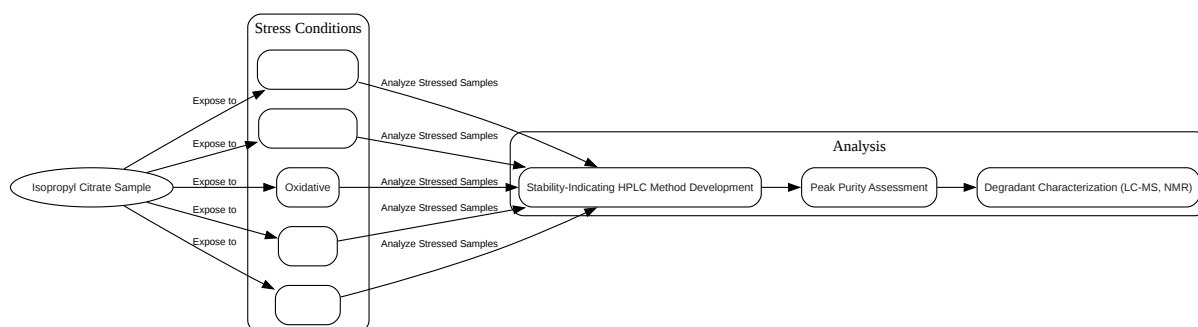 Stress Conditions
Expose to
Analyze Stressed Samples
Expose to
Analyze Stressed Samples
Analysis
Isopropyl Citrate Sample
Expose to
Oxidative
Analyze Stressed Samples
Stability-Indicating HPLC Method Development
Peak Purity Assessment
Degradant Characterization (LC-MS, NMR)
Expose to
Analyze Stressed Samples
Expose to
Analyze Stressed Samples